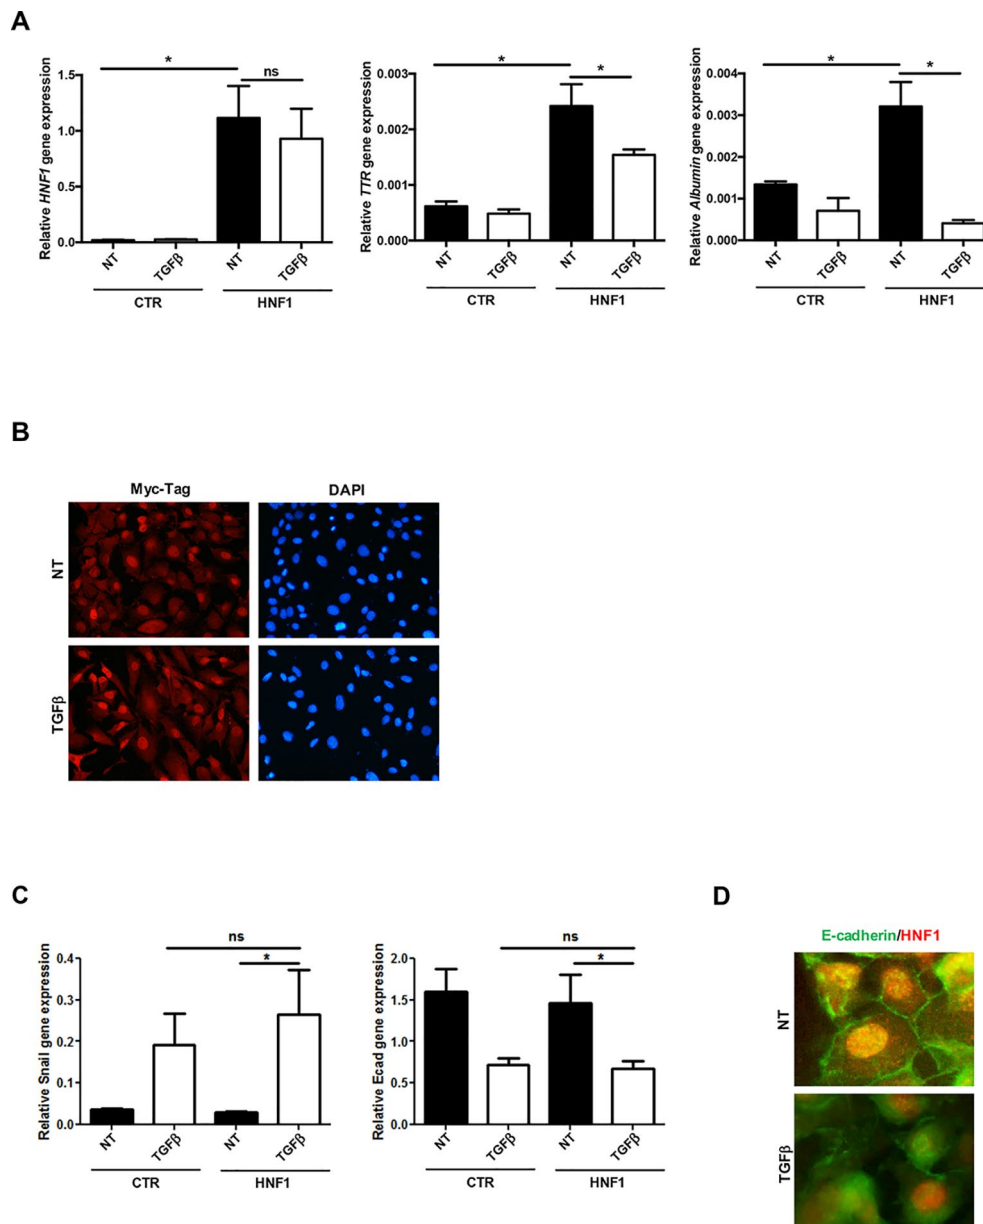 A
* ns
Relative HNF1 gene expression
1.5
1.0
0.5
0.0
NT TGFβ NT TGFβ
CTR HNF1
* *
Relative TTR gene expression
0.003
0.002
0.001
0.000
NT TGFβ NT TGFβ
CTR HNF1
* *
Relative Albumin gene expression
0.004
0.003
0.002
0.001
0.000
NT TGFβ NT TGFβ
CTR HNF1
B
Myc-Tag DAPI
NT
TGFβ
C
ns
*
Relative Snail gene expression
0.4
0.3
0.2
0.1
0.0
NT TGFβ NT TGFβ
CTR HNF1
ns
*
Relative Ecad gene expression
2.0
1.5
1.0
0.5
0.0
NT TGFβ NT TGFβ
CTR HNF1
D
E-cadherin/HNF1
NT
TGFβ